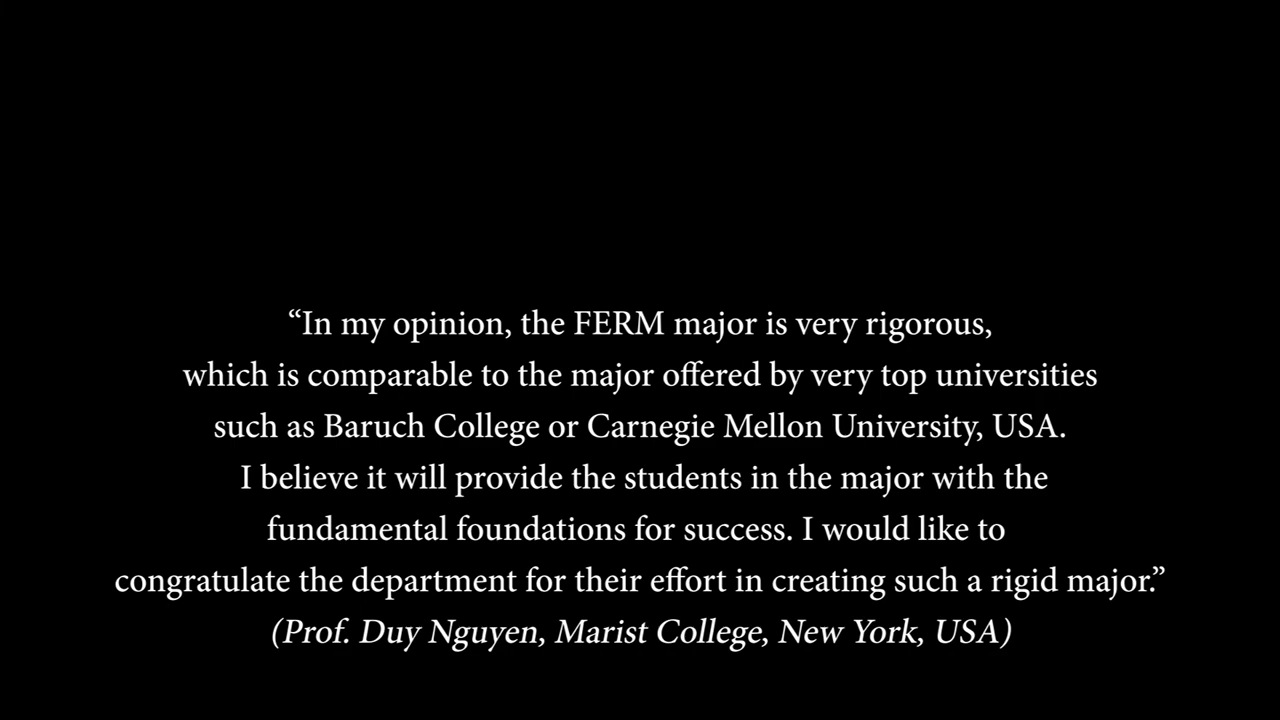 “In my opinion, the FERM major is very rigorous,
which is comparable to the major offered by very top universities
such as Baruch College or Carnegie Mellon University, USA.
I believe it will provide the students in the major with the
fundamental foundations for success. I would like to
congratulate the department for their effort in creating such a rigid major.”
(Prof. Duy Nguyen, Marist College, New York, USA)